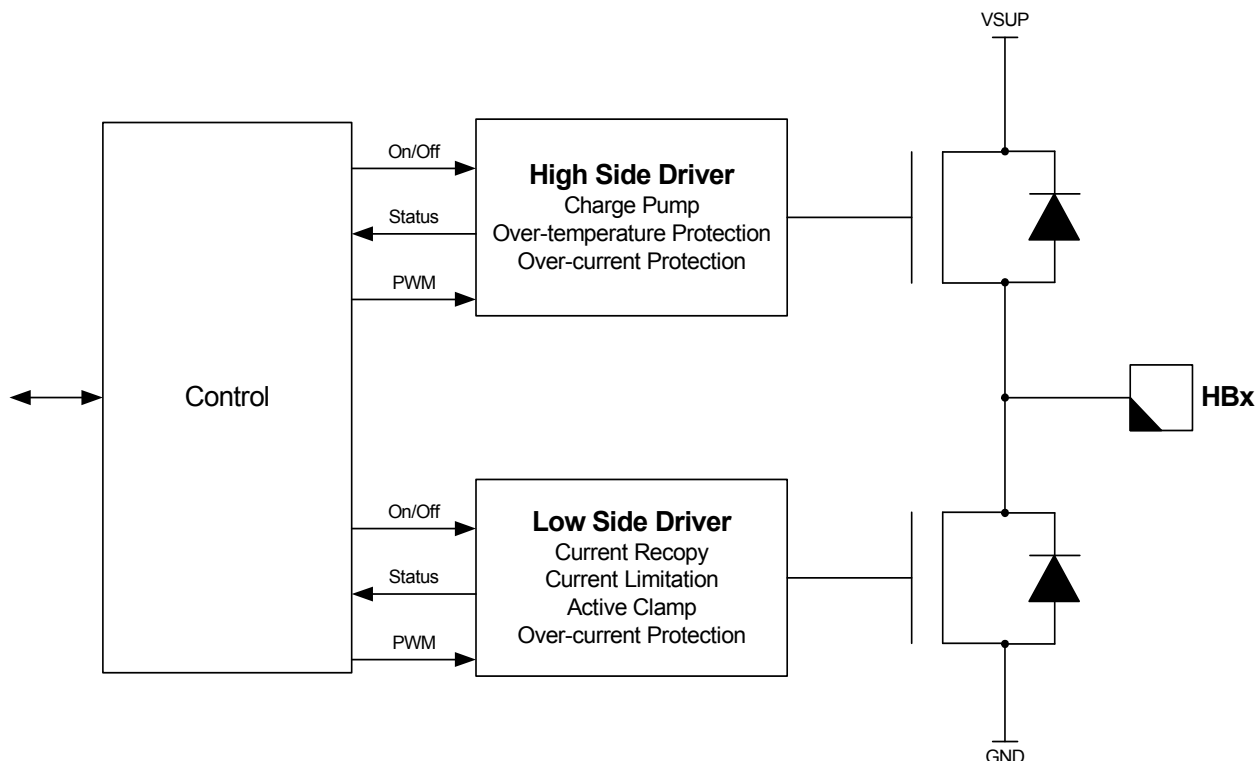 VSUP
On/Off
Status
PWM
High Side Driver
Charge Pump
Over-temperature Protection
Over-current Protection
Control
HBx
On/Off
Status
PWM
Low Side Driver
Current Recopy
Current Limitation
Active Clamp
Over-current Protection
GND